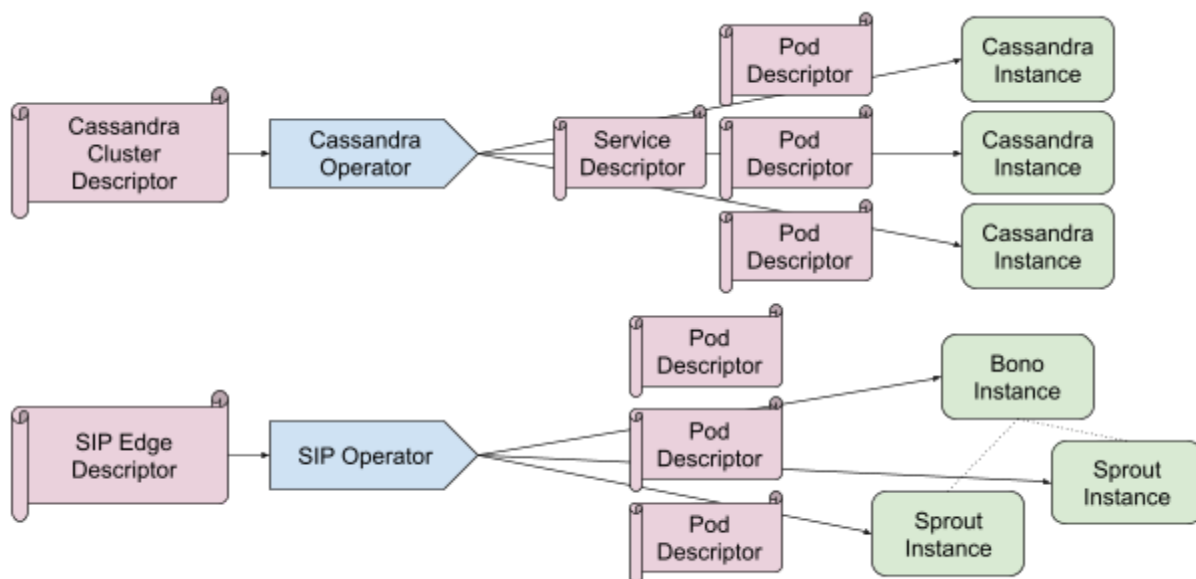 Pod
Descriptor
Cassandra
Instance
Cassandra
Cluster
Descriptor
Cassandra
Operator
Service
Descriptor
Pod
Descriptor
Cassandra
Instance
Pod
Descriptor
Cassandra
Instance
Pod
Descriptor
Bono
Instance
SIP Edge
Descriptor
SIP Operator
Pod
Descriptor
Sprout
Instance
Pod
Descriptor
Sprout
Instance